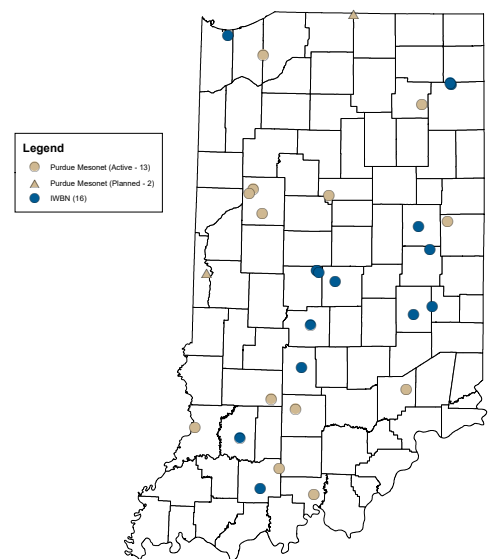 Legend
Purdue Mesonet (Active - 13)
Purdue Mesonet (Planned - 2)
IWBN (16)